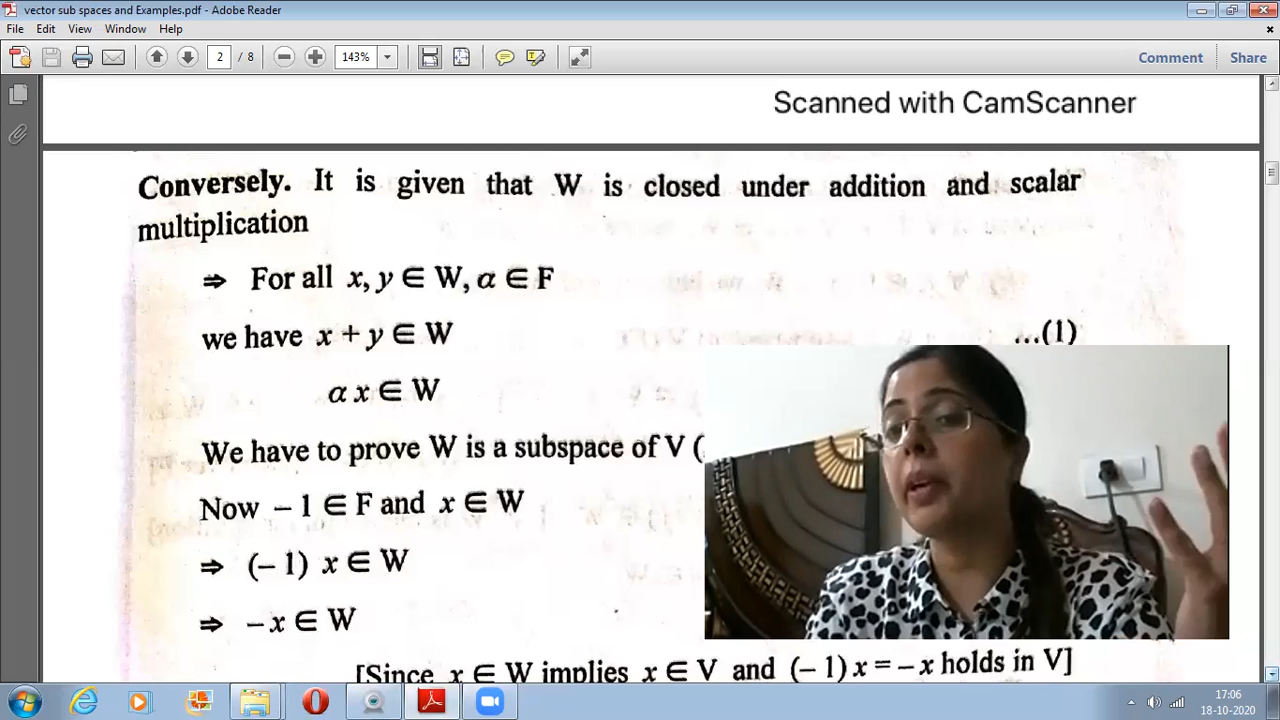 vector sub spaces and Examples.pdf - Adobe Reader
File Edit View Window Help
2 / 8 143% Comment Share
Scanned with CamScanner
Conversely. It is given that W is closed under addition and scalar
multiplication
⇒ For all x, y ∈ W, α ∈ F
we have x + y ∈ W ...(1)
α x ∈ W
We have to prove W is a subspace of V (
Now – 1 ∈ F and x ∈ W
⇒ (– 1) x ∈ W
⇒ – x ∈ W
[Since x ∈ W implies x ∈ V and (– 1) x = – x holds in V]
17:06
18-10-2020